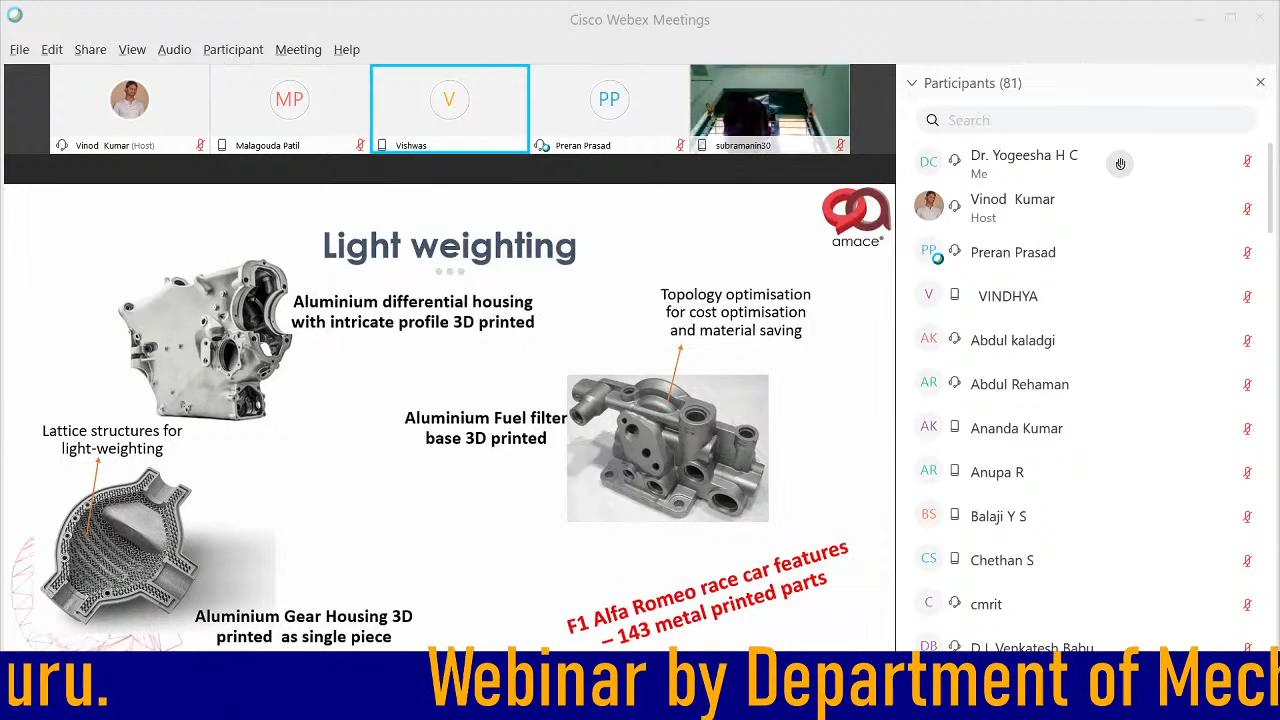 Cisco Webex Meetings
File Edit Share View Audio Participant Meeting Help
MP
V
PP
Vinod Kumar (Host)
Malagouda Patil
Vishwas
Preran Prasad
subramanin30
Participants (81)
Search
DC Dr. Yogeesha H C
Me
Vinod Kumar
Host
PP Preran Prasad
V VINDHYA
AK Abdul kaladgi
AR Abdul Rehaman
AK Ananda Kumar
AR Anupa R
BS Balaji Y S
CS Chethan S
C cmrit
DB D.L.Venkatesh Babu
amace®
Light weighting
Aluminium differential housing
with intricate profile 3D printed
Topology optimisation
for cost optimisation
and material saving
Aluminium Fuel filter
base 3D printed
Lattice structures for
light-weighting
Aluminium Gear Housing 3D
printed as single piece
F1 Alfa Romeo race car features
– 143 metal printed parts
uru. Webinar by Department of Mech